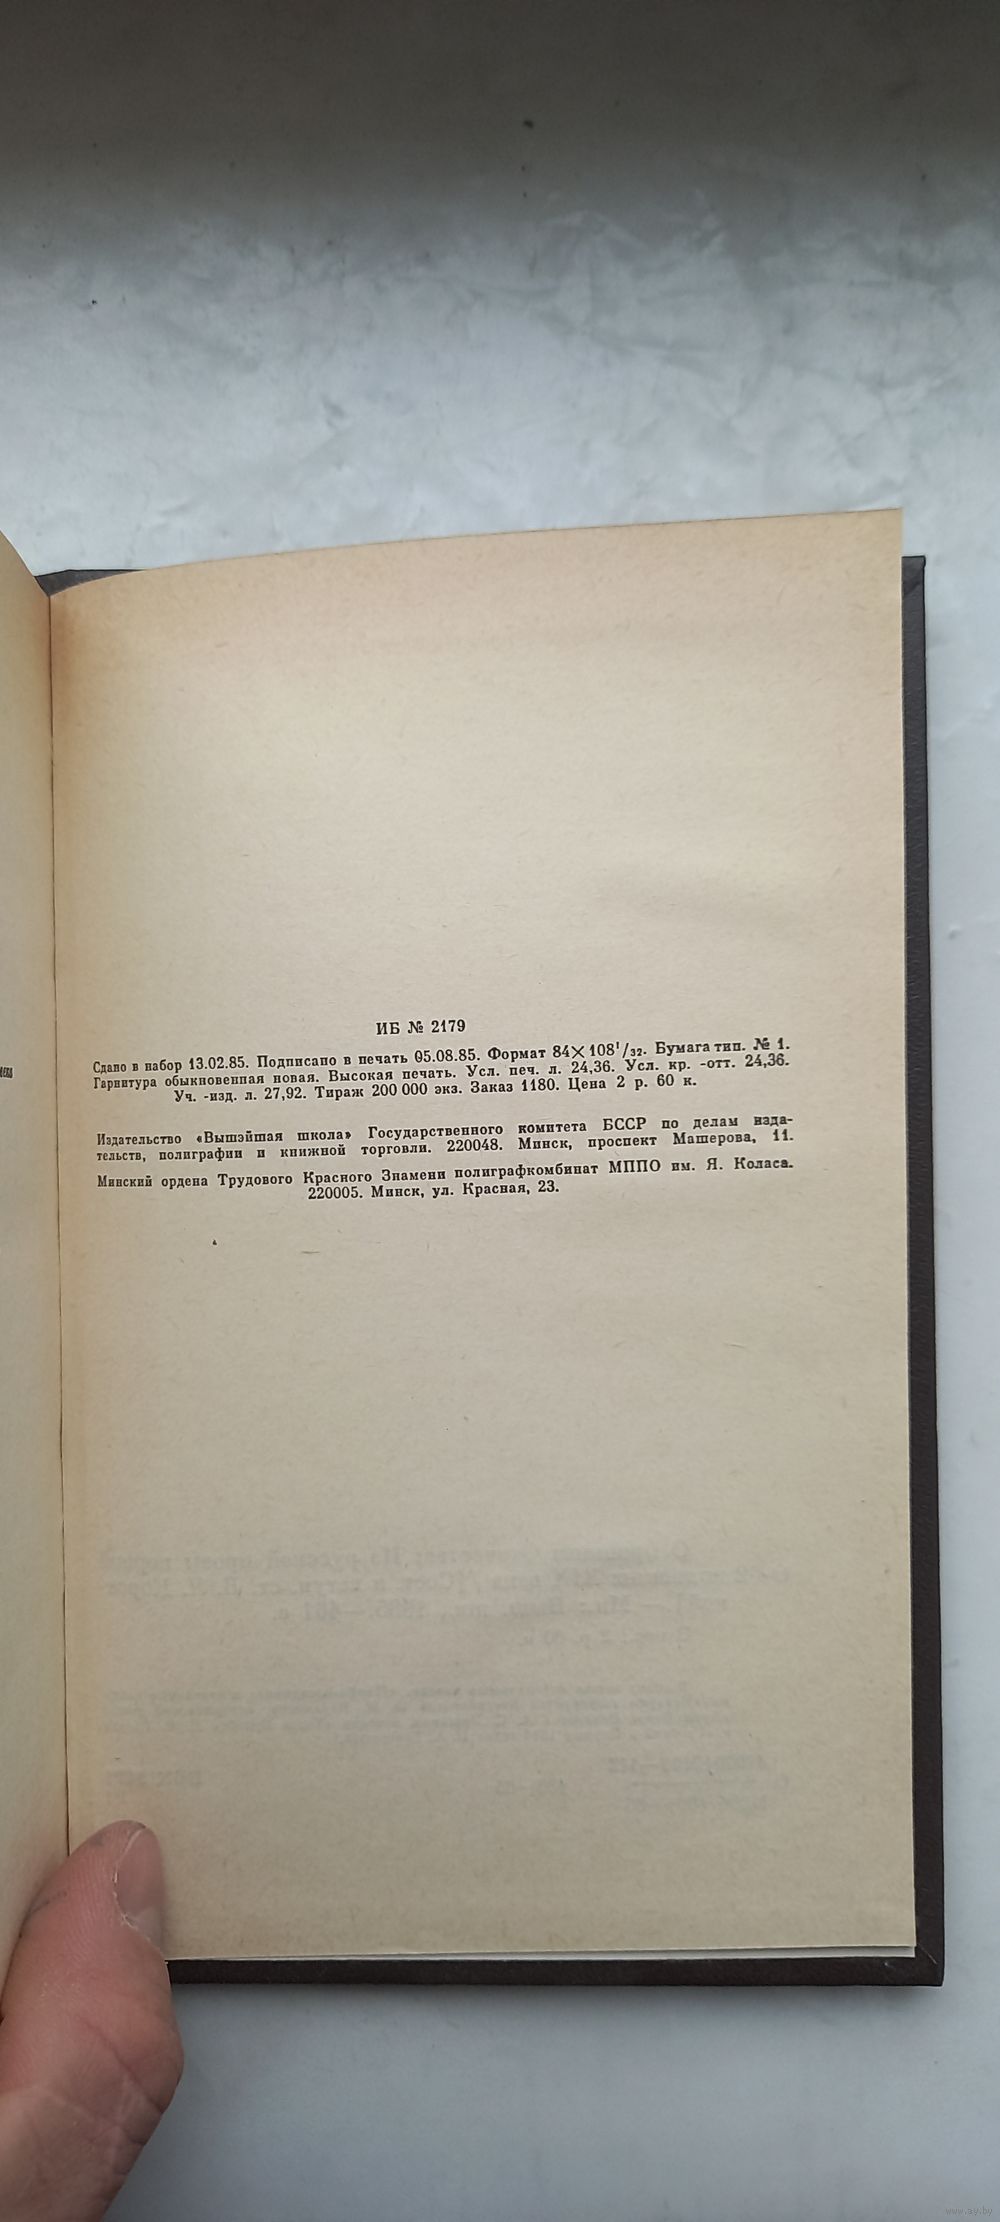 ИБ № 2179
Сдано в набор 13.02.85. Подписано в печать 05.08.85. Формат 84×108¹/₃₂. Бумага тип. № 1.
Гарнитура обыкновенная новая. Высокая печать. Усл. печ. л. 24,36. Усл. кр. -отт. 24,36.
Уч. -изд. л. 27,92. Тираж 200 000 экз. Заказ 1180. Цена 2 р. 60 к.
Издательство «Вышэйшая школа» Государственного комитета БССР по делам изда-
тельств, полиграфии и книжной торговли. 220048. Минск, проспект Машерова, 11.
Минский ордена Трудового Красного Знамени полиграфкомбинат МППО им. Я. Коласа.
220005. Минск, ул. Красная, 23.
www.ay.by